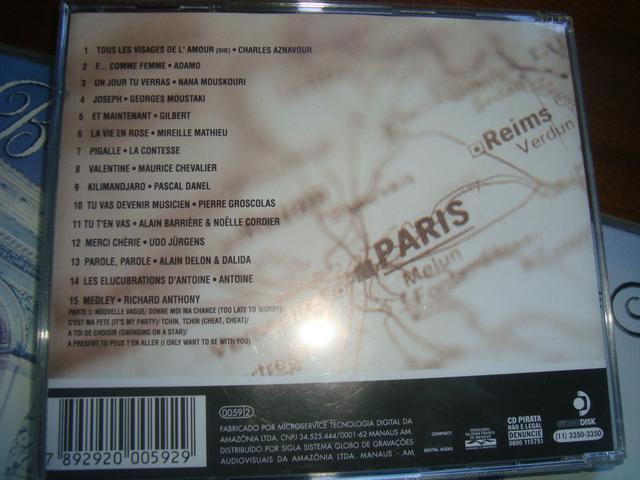 1 TOUS LES VISAGES DE L' AMOUR (SHE) • CHARLES AZNAVOUR
2 F... COMME FEMME • ADAMO
3 UN JOUR TU VERRAS • NANA MOUSKOURI
4 JOSEPH • GEORGES MOUSTAKI
5 ET MAINTENANT • GILBERT
6 LA VIE EN ROSE • MIREILLE MATHIEU
7 PIGALLE • LA CONTESSE
8 VALENTINE • MAURICE CHEVALIER
9 KILIMANDJARO • PASCAL DANEL
10 TU VAS DEVENIR MUSICIEN • PIERRE GROSCOLAS
11 TU T'EN VAS • ALAIN BARRIÈRE & NOËLLE CORDIER
12 MERCI CHÉRIE • UDO JÜRGENS
13 PAROLE, PAROLE • ALAIN DELON & DALIDA
14 LES ELUCUBRATIONS D'ANTOINE • ANTOINE
15 MEDLEY • RICHARD ANTHONY
PARTE 1: NOUVELLE VAGUE/ DONNE MOI MA CHANCE (TOO LATE TO WORRY)/
C'EST MA FETE (IT'S MY PARTY)/ TCHIN, TCHIN (CHEAT, CHEAT)/
A TOI DE CHOISIR (SWINGING ON A STAR)/
A PRESENT TU PEUX T'EN ALLER (I ONLY WANT TO BE WITH YOU)
Reims
Verdun
PARIS
Melun
7 892920 005929
0059 2
FABRICADO POR MICROSERVICE TECNOLOGIA DIGITAL DA
AMAZÔNIA LTDA. CNPJ 34.525.444/0001-62 MANAUS AM.
DISTRIBUÍDO POR SIGLA SISTEMA GLOBO DE GRAVAÇÕES
AUDIOVISUAIS DA AMAZÔNIA LTDA. MANAUS - AM.
COMPACT
DIGITAL AUDIO
CD PIRATA
NÃO É LEGAL
DENUNCIE
0800 115751
DISK
(11) 3350-3350